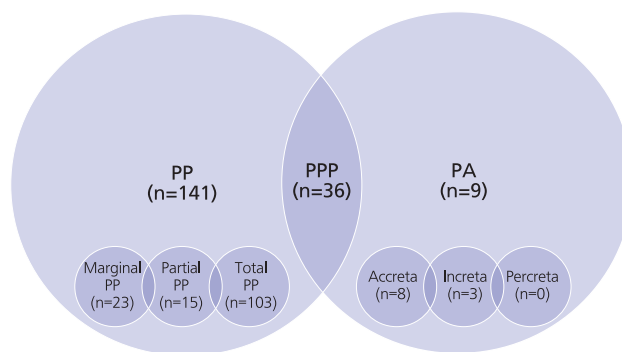 PP
(n=141)
PPP
(n=36)
PA
(n=9)
Marginal
PP
(n=23)
Partial
PP
(n=15)
Total
PP
(n=103)
Accreta
(n=8)
Increta
(n=3)
Percreta
(n=0)